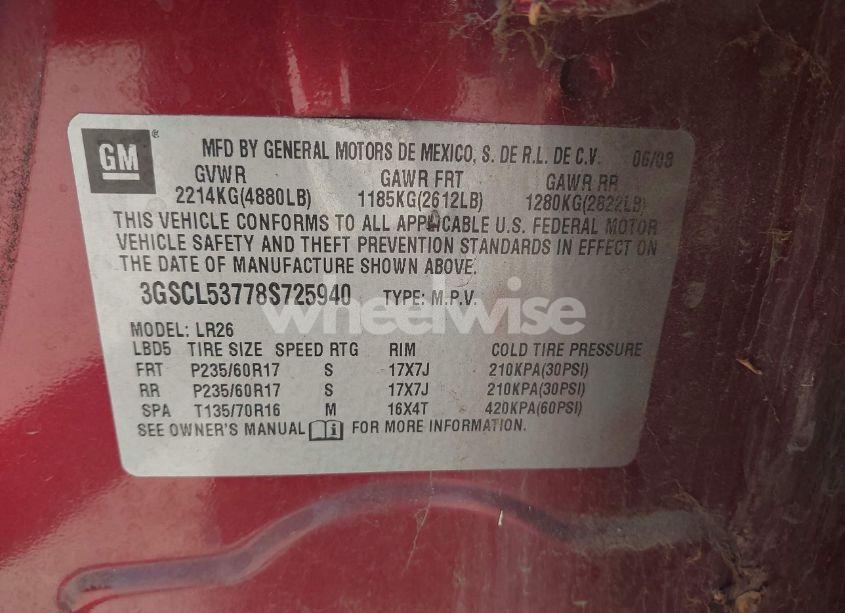 GM ® MFD BY GENERAL MOTORS DE MEXICO, S. DE R.L. DE C.V. 06/08
GVWR GAWR FRT GAWR RR
2214KG(4880LB) 1185KG(2612LB) 1280KG(2822LB)
THIS VEHICLE CONFORMS TO ALL APPLICABLE U.S. FEDERAL MOTOR
VEHICLE SAFETY AND THEFT PREVENTION STANDARDS IN EFFECT ON
THE DATE OF MANUFACTURE SHOWN ABOVE.
3GSCL53778S725940 TYPE: M.P.V.
wheelwise
MODEL: LR26
LBD5 TIRE SIZE SPEED RTG RIM COLD TIRE PRESSURE
FRT P235/60R17 S 17X7J 210KPA(30PSI)
RR P235/60R17 S 17X7J 210KPA(30PSI)
SPA T135/70R16 M 16X4T 420KPA(60PSI)
SEE OWNER'S MANUAL FOR MORE INFORMATION.